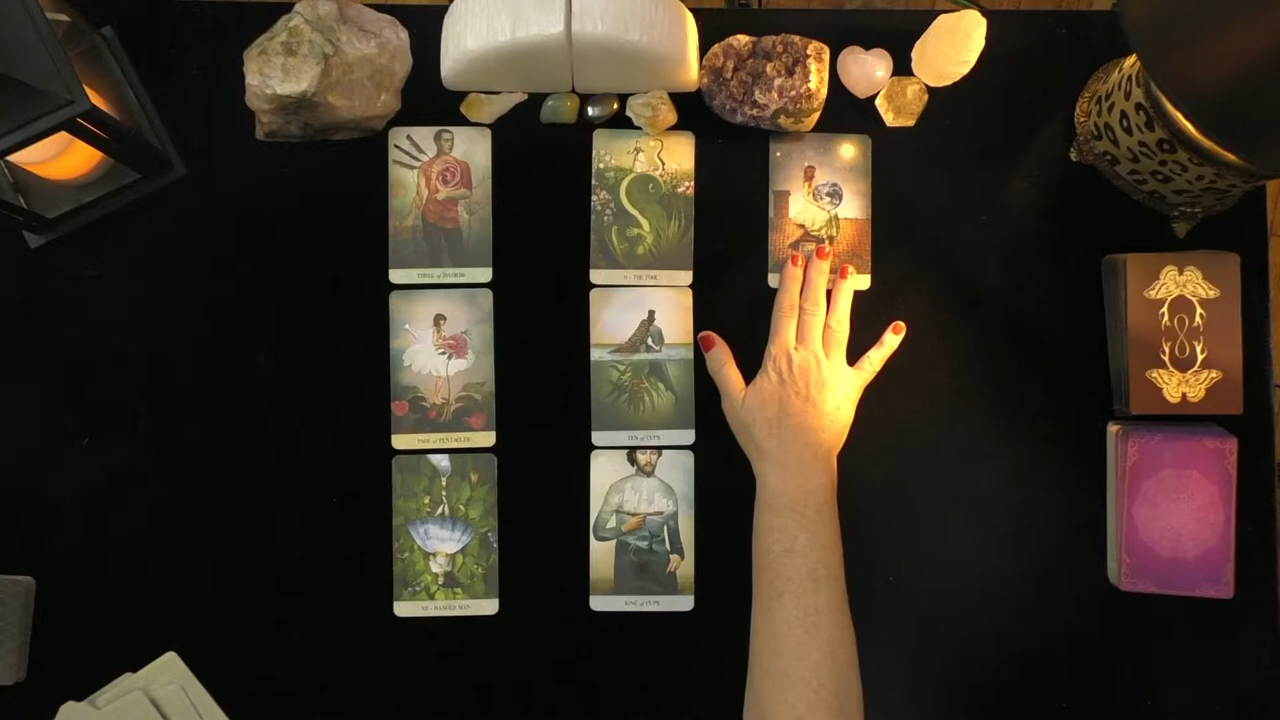 THREE of SWORDS
0 - THE FOOL
PAGE of PENTACLES
TEN of CUPS
XII - HANGED MAN
KING of CUPS